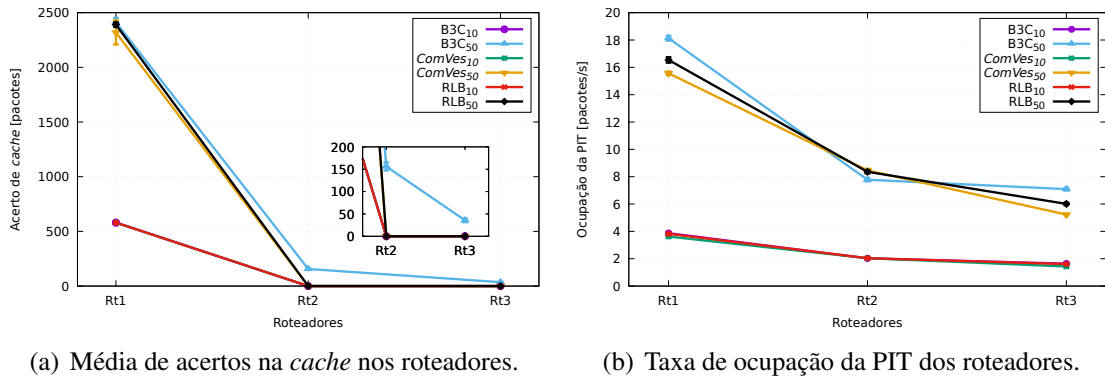 2500
2000
1500
1000
500
0
Acerto de cache [pacotes]
Rt1
Rt2
Rt3
Roteadores
B3C10
B3C50
ComVes10
ComVes50
RLB10
RLB50
200
150
100
50
0
Rt2
Rt3
(a) Média de acertos na cache nos roteadores.
20
18
16
14
12
10
8
6
4
2
0
Ocupação da PIT [pacotes/s]
Rt1
Rt2
Rt3
Roteadores
B3C10
B3C50
ComVes10
ComVes50
RLB10
RLB50
(b) Taxa de ocupação da PIT dos roteadores.